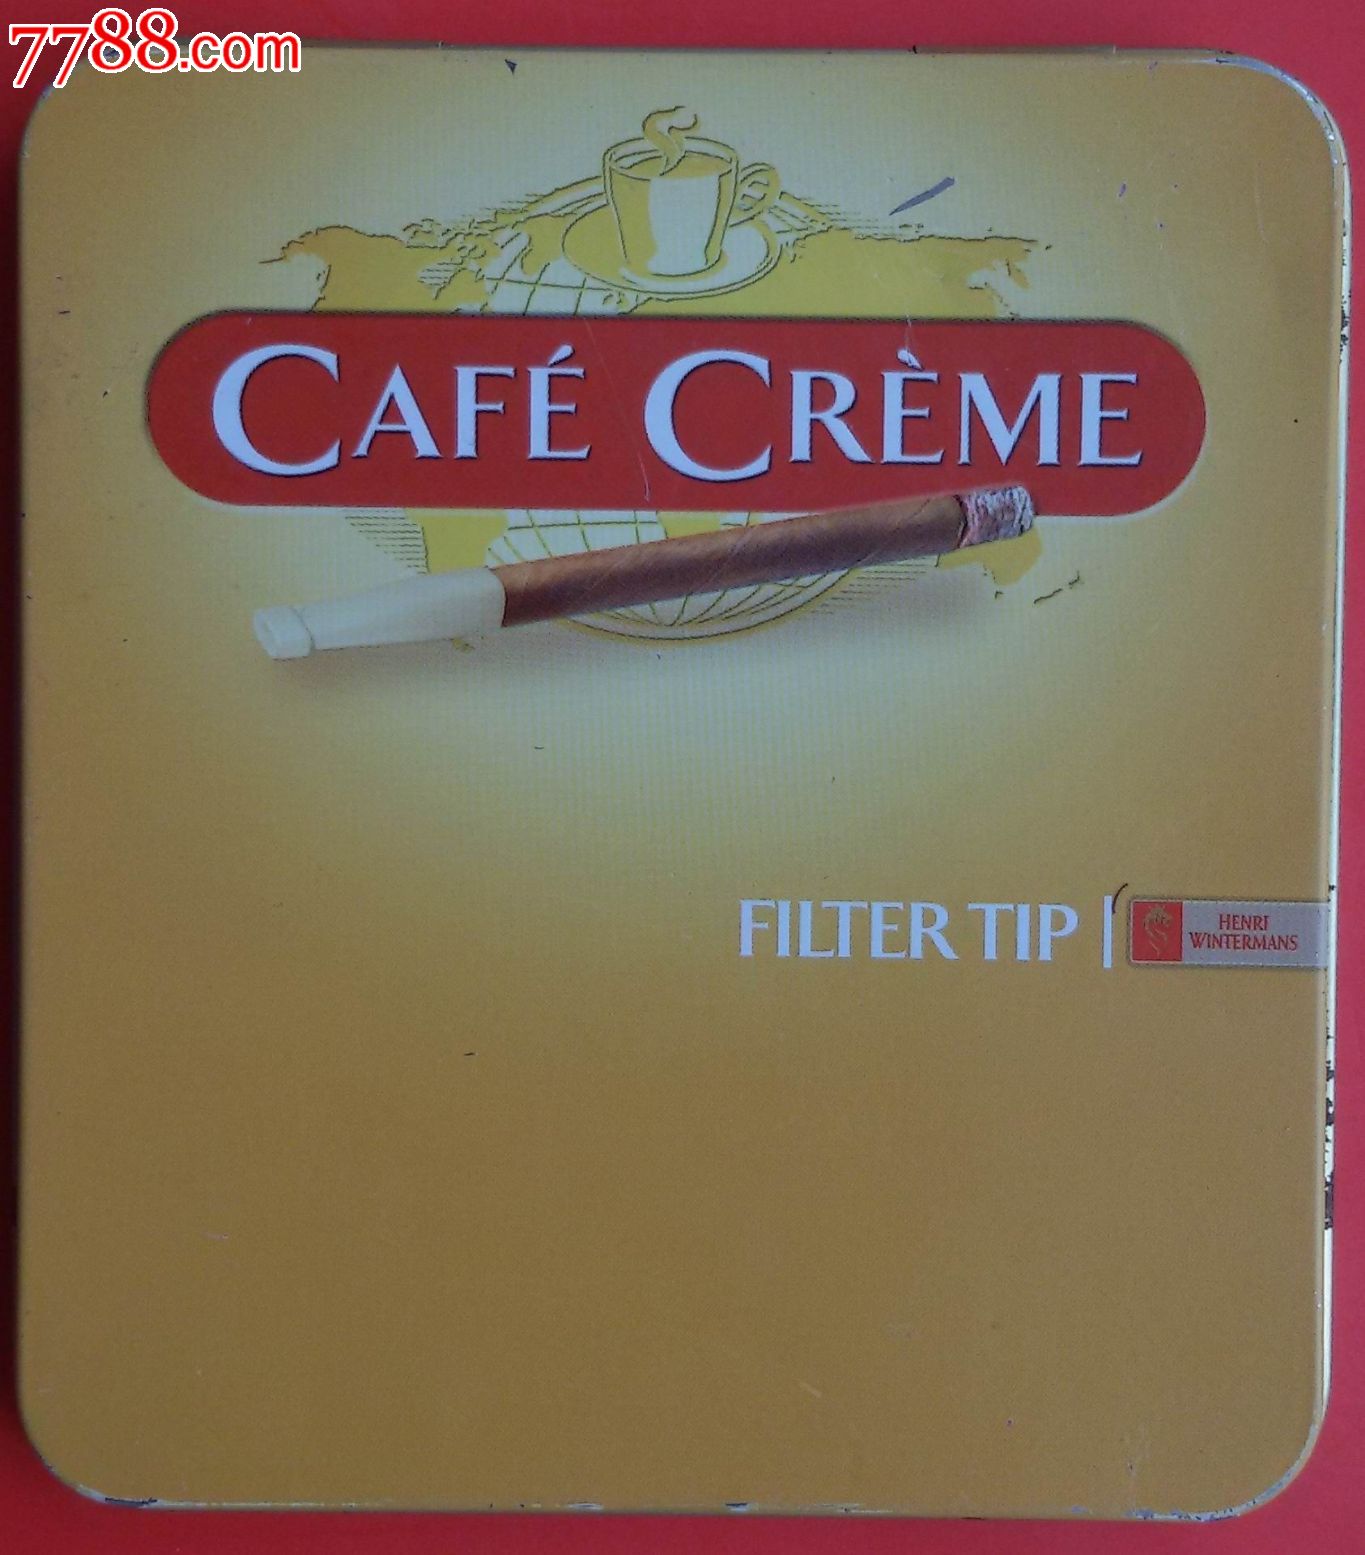 7788.com
CAFÉ CRÈME
FILTER TIP
HENRI
WINTERMANS